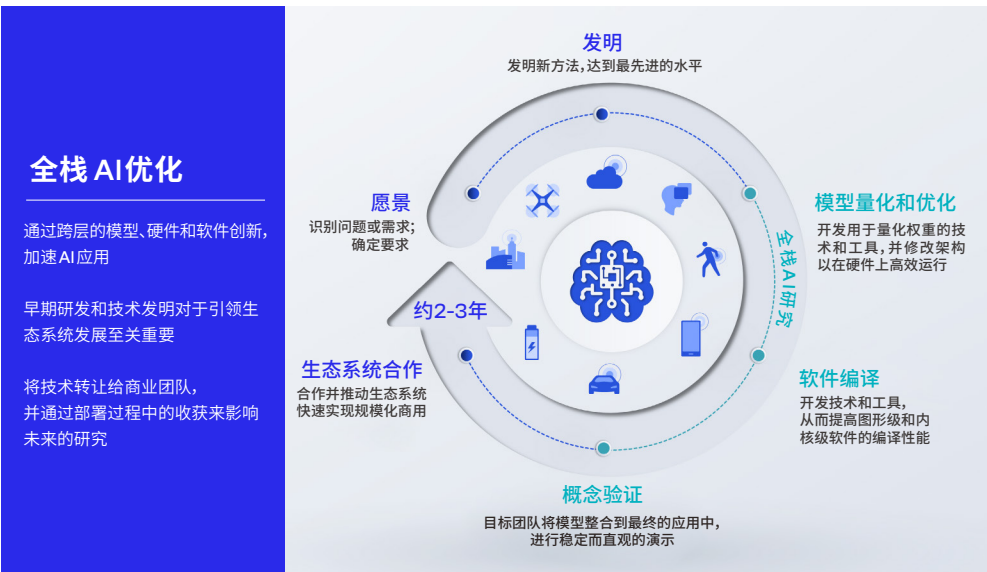 全栈 AI优化
通过跨层的模型、硬件和软件创新，
加速AI应用
早期研发和技术发明对于引领生
态系统发展至关重要
将技术转让给商业团队，
并通过部署过程中的收获来影响
未来的研究
发明
发明新方法，达到最先进的水平
愿景
识别问题或需求；
确定要求
模型量化和优化
开发用于量化权重的技
术和工具，并修改架构
以在硬件上高效运行
全栈AI研究
约2-3年
生态系统合作
合作并推动生态系统
快速实现规模化商用
软件编译
开发技术和工具，
从而提高图形级和内
核级软件的编译性能
概念验证
目标团队将模型整合到最终的应用中，
进行稳定而直观的演示